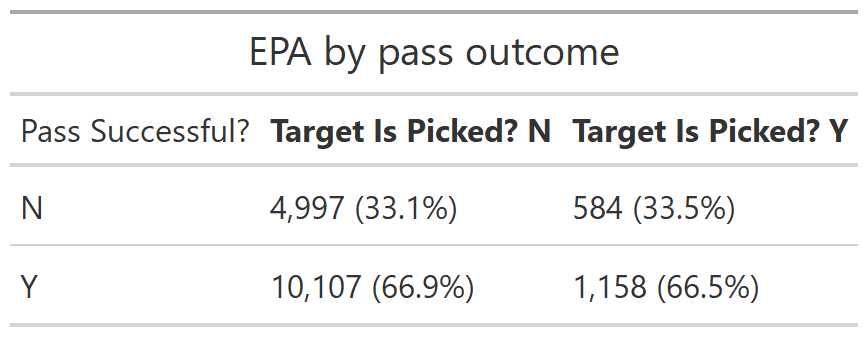 EPA by pass outcome
Pass Successful? Target Is Picked? N Target Is Picked? Y
N 4,997 (33.1%) 584 (33.5%)
Y 10,107 (66.9%) 1,158 (66.5%)